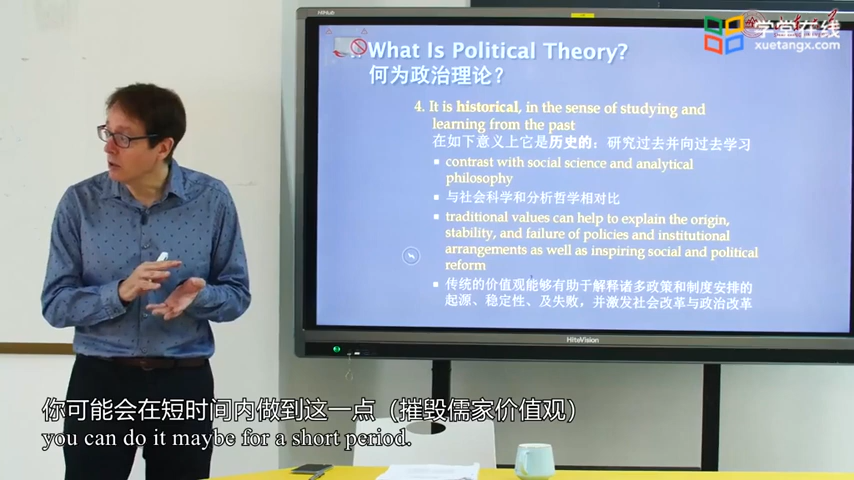 HiteVision
学堂在线
xuetangx.com
What Is Political Theory?
何为政治理论？
4. It is historical, in the sense of studying and
learning from the past
在如下意义上它是历史的：研究过去并向过去学习
contrast with social science and analytical
philosophy
与社会科学和分析哲学相对比
traditional values can help to explain the origin,
stability, and failure of policies and institutional
arrangements as well as inspiring social and political
reform
传统的价值观能够有助于解释诸多政策和制度安排的
起源、稳定性、及失败，并激发社会改革与政治改革
HiteVision
你可能会在短时间内做到这一点（摧毁儒家价值观）
you can do it maybe for a short period.